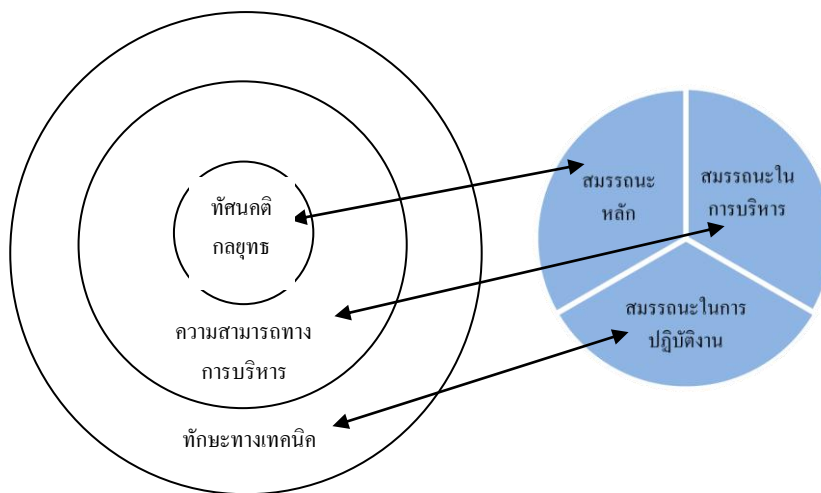 ทัศนคติ
กลยุทธ
ความสามารถทาง
การบริหาร
ทักษะทางเทคนิค
สมรรถนะ
หลัก
สมรรถนะใน
การบริหาร
สมรรถนะในการ
ปฏิบัติงาน